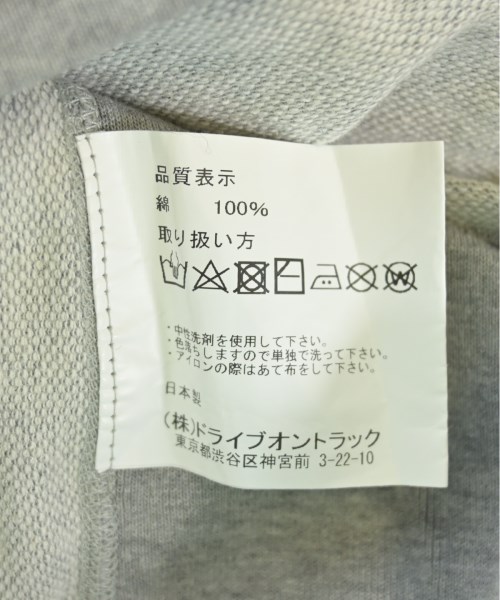 品質表示
綿 100%
取り扱い方
・中性洗剤を使用して下さい。
・色落ちしますので単独で洗って下さい。
・アイロンの際はあて布をして下さい。
日本製
(株)ドライブオントラック
東京都渋谷区神宮前 3-22-10